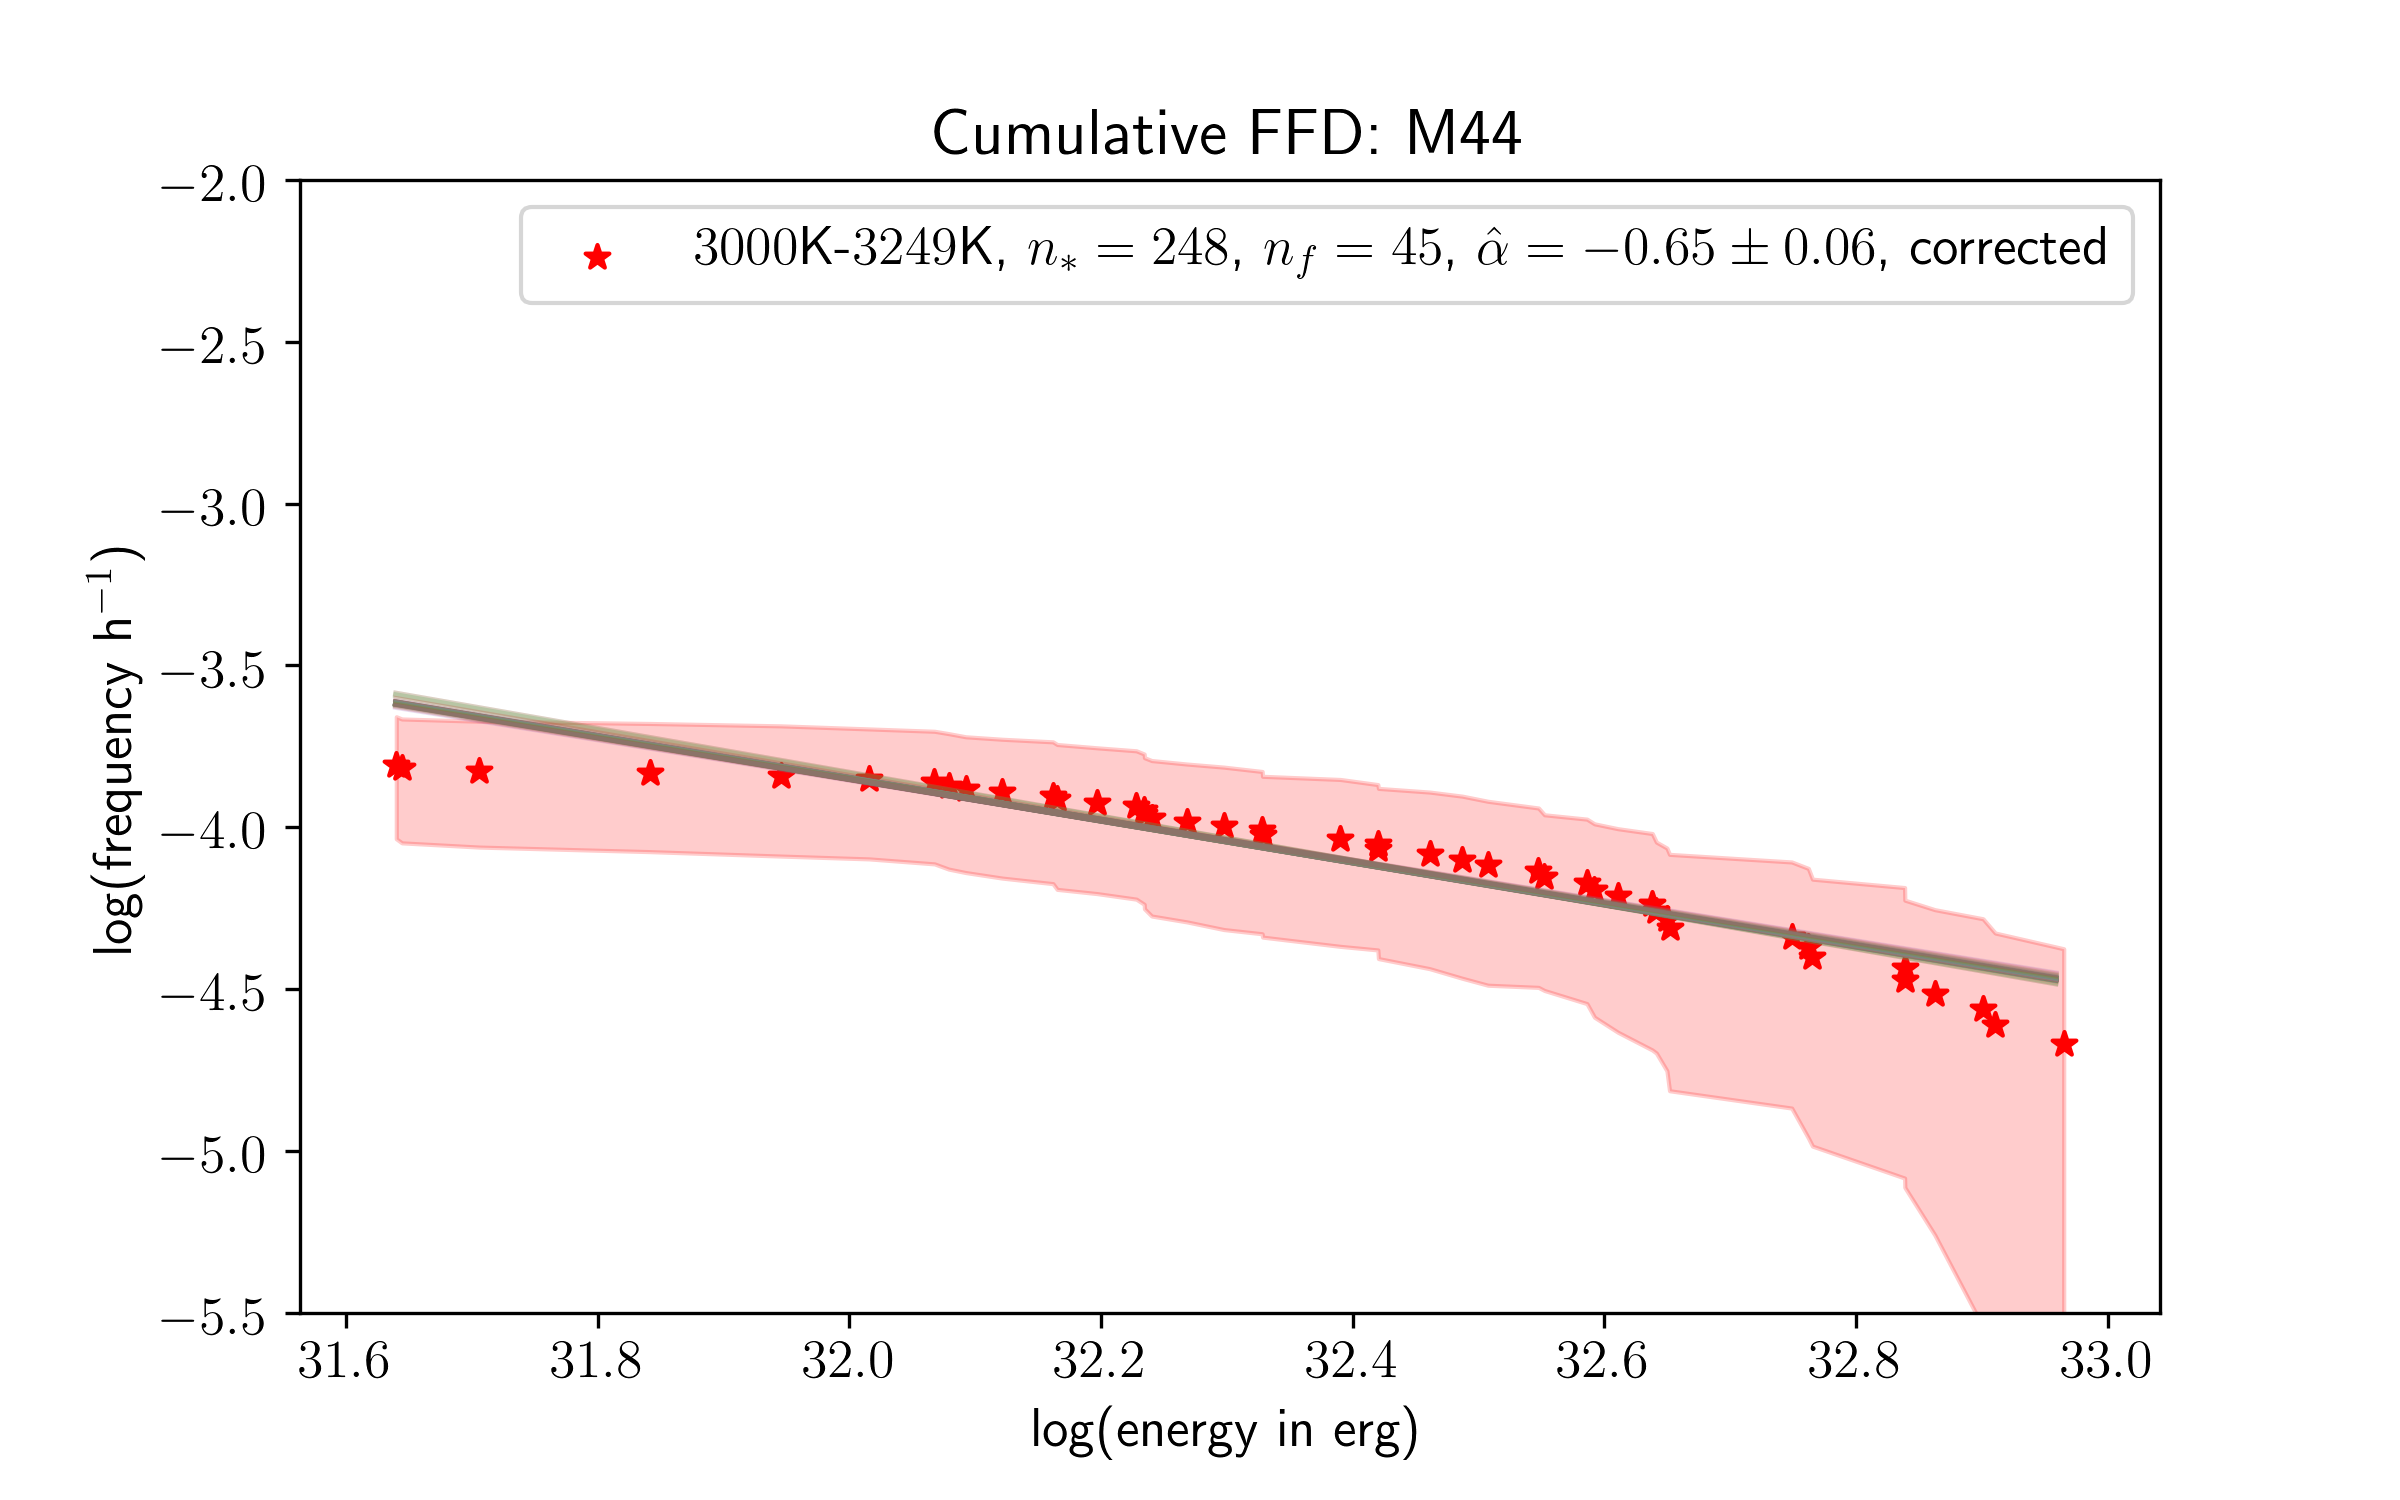 Cumulative FFD: M44
3000K-3249K, n* = 248, nf = 45, α̂ = −0.65 ± 0.06, corrected
−2.0
−2.5
−3.0
−3.5
−4.0
−4.5
−5.0
−5.5
log(frequency h⁻¹)
31.6 31.8 32.0 32.2 32.4 32.6 32.8 33.0
log(energy in erg)